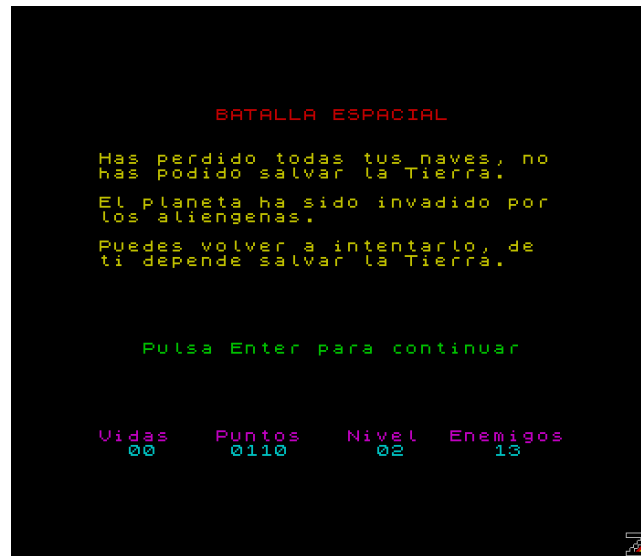 BATALLA ESPACIAL
Has perdido todas tus naves, no
has podido salvar la Tierra.
El planeta ha sido invadido por
los aliengenas.
Puedes volver a intentarlo, de
ti depende salvar la Tierra.
Pulsa Enter para continuar
Vidas Puntos Nivel Enemigos
00 0110 02 13